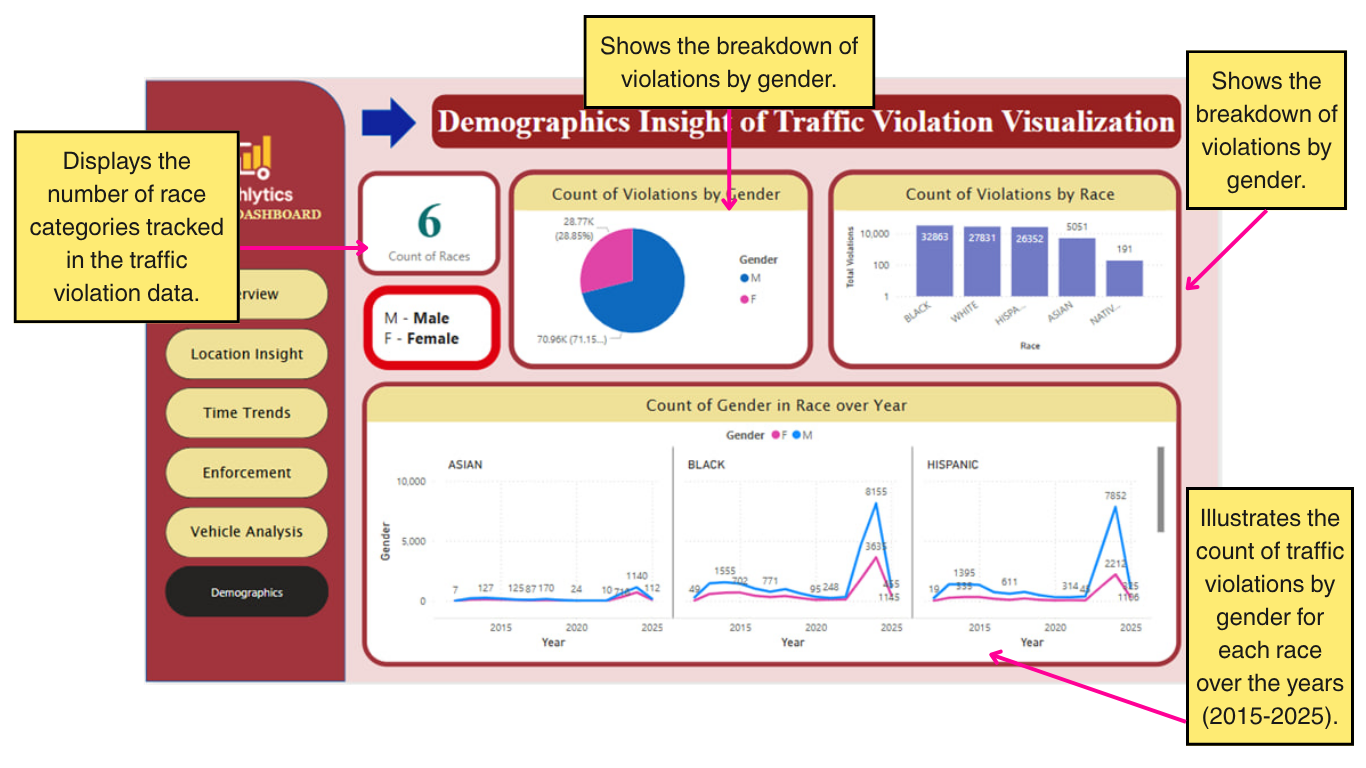 Shows the breakdown of
violations by gender.
Shows the
breakdown of
violations by
gender.
Displays the
number of race
categories tracked
in the traffic
violation data.
Demographics Insight of Traffic Violation Visualization
hlytics
DASHBOARD
rview
Location Insight
Time Trends
Enforcement
Vehicle Analysis
Demographics
6
Count of Races
M - Male
F - Female
Count of Violations by Gender
28.77K
(28.85%)
70.96K (71.15...)
Gender
M
F
Count of Violations by Race
Total Violations
10,000
100
1
32863
27831
26352
5051
191
BLACK
WHITE
HISPA...
ASIAN
NATIV...
Race
Count of Gender in Race over Year
Gender F M
Gender
10,000
5,000
0
ASIAN
7 127 125 87 170 24 10 1140 112
2015 2020 2025
Year
BLACK
49 1555 702 771 95 248 8155 3635 455 1145
2015 2020 2025
Year
HISPANIC
19 1395 535 611 314 7852 2212 1166
2015 2020 2025
Year
Illustrates the
count of traffic
violations by
gender for
each race
over the years
(2015-2025).